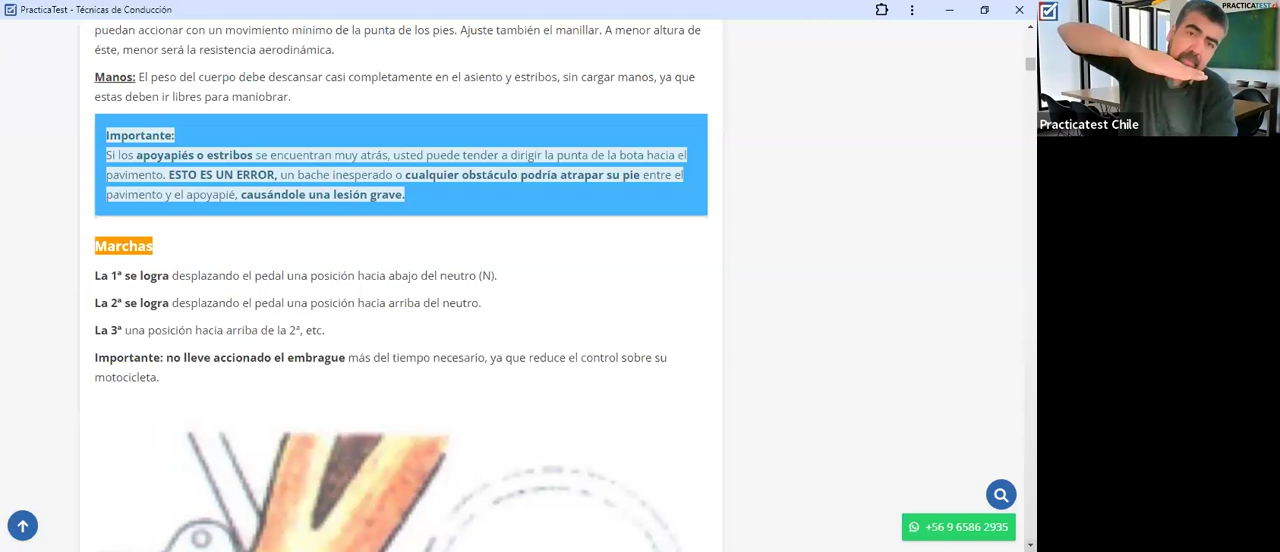 PracticaTest - Técnicas de Conducción
PRACTICATEST
puedan accionar con un movimiento mínimo de la punta de los pies. Ajuste también el manillar. A menor altura de
éste, menor será la resistencia aerodinámica.
Manos: El peso del cuerpo debe descansar casi completamente en el asiento y estribos, sin cargar manos, ya que
estas deben ir libres para maniobrar.
Practicatest Chile
Importante:
Si los apoyapiés o estribos se encuentran muy atrás, usted puede tender a dirigir la punta de la bota hacia el
pavimento. ESTO ES UN ERROR, un bache inesperado o cualquier obstáculo podría atrapar su pie entre el
pavimento y el apoyapié, causándole una lesión grave.
Marchas
La 1ª se logra desplazando el pedal una posición hacia abajo del neutro (N).
La 2ª se logra desplazando el pedal una posición hacia arriba del neutro.
La 3ª una posición hacia arriba de la 2ª, etc.
Importante: no lleve accionado el embrague más del tiempo necesario, ya que reduce el control sobre su
motocicleta.
+56 9 6586 2935